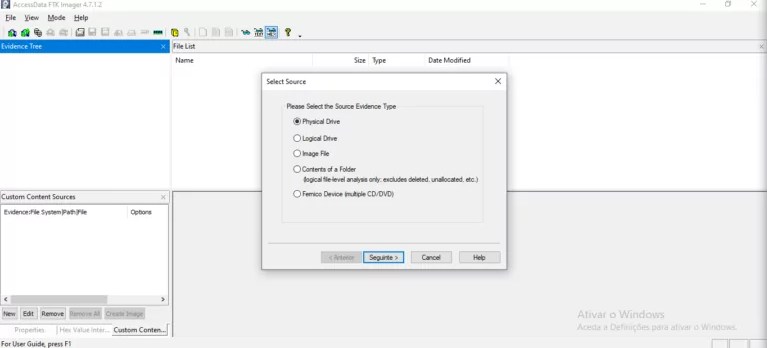 AccessData FTK Imager 4.7.1.2
File View Mode Help
Evidence Tree
File List
Name Size Type Date Modified
Select Source
Please Select the Source Evidence Type
Physical Drive
Logical Drive
Image File
Contents of a Folder
(logical file-level analysis only; excludes deleted, unallocated, etc.)
Fernico Device (multiple CD/DVD)
< Anterior Seguinte > Cancel Help
Custom Content Sources
Evidence:File System|Path|File Options
New Edit Remove Remove All Create Image
Properties Hex Value Inter... Custom Conten...
Ativar o Windows
Aceda a Definições para ativar o Windows.
For User Guide, press F1